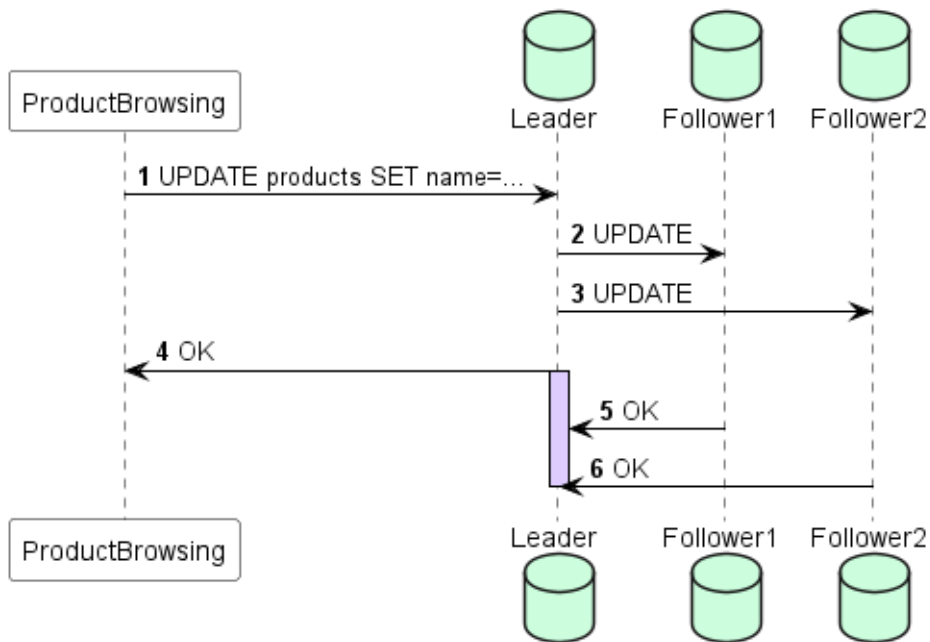 Leader
Follower1
Follower2
ProductBrowsing
1 UPDATE products SET name=...
2 UPDATE
3 UPDATE
4 OK
5 OK
6 OK
ProductBrowsing
Leader
Follower1
Follower2